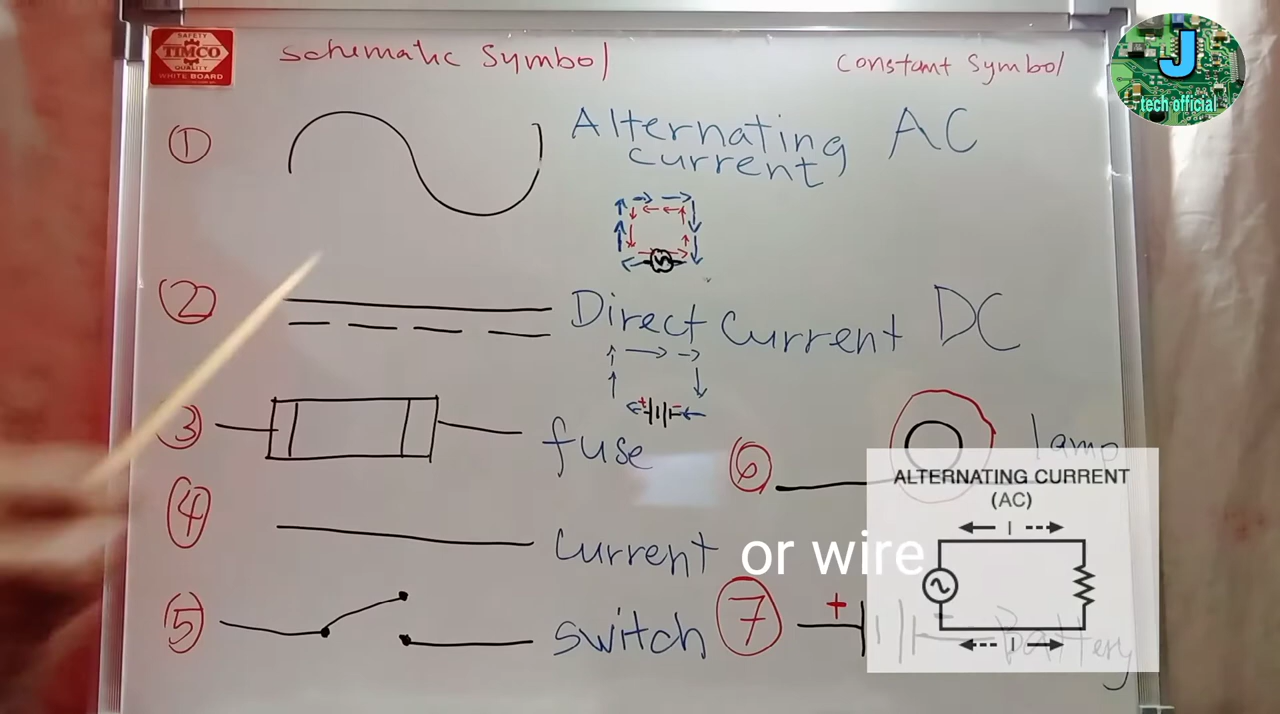 SAFETY
TIMCO
QUALITY
WHITE BOARD
Schematic Symbol
Constant Symbol
J
tech official
1
Alternating
current
AC
2
Direct Current DC
+ -
3
fuse
6
lamp
4
current or wire
5
switch
7
+ -
Battery
ALTERNATING CURRENT
(AC)
I
I